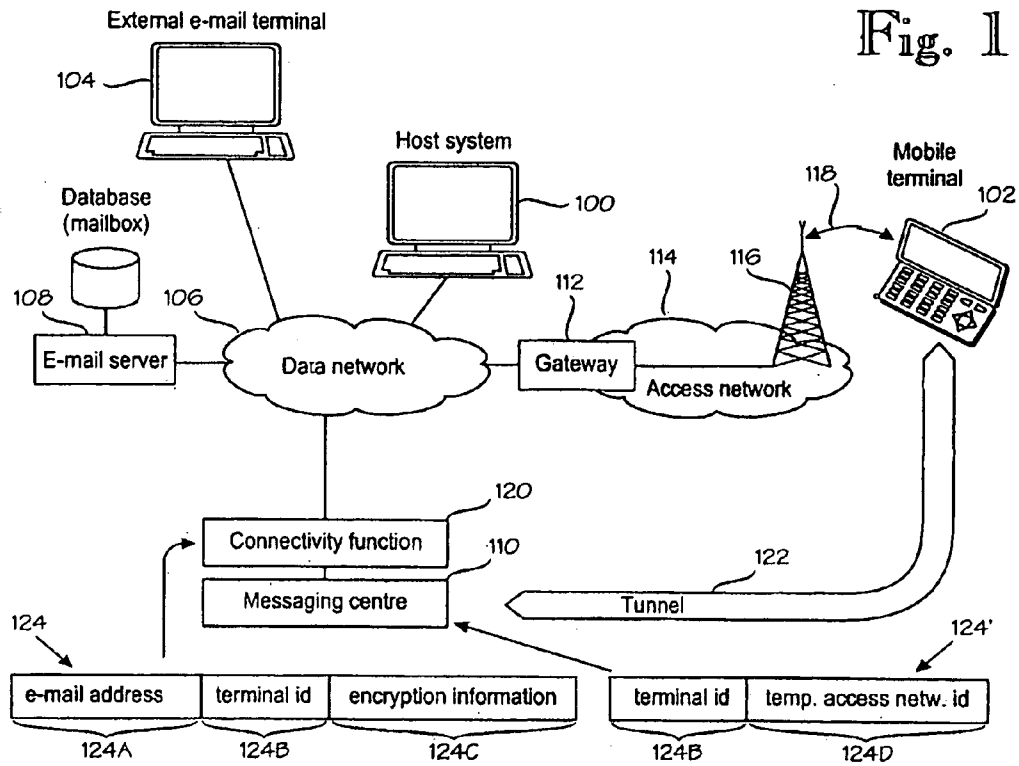 External e-mail terminal
Fig. 1
104
Host system
100
Mobile
terminal
102
118
Database
(mailbox)
108
106
112
114
116
E-mail server
Data network
Gateway
Access network
120
Connectivity function
110
Messaging centre
122
Tunnel
124
124'
e-mail address
terminal id
encryption information
terminal id
temp. access netw. id
124A
124B
124C
124B
124D